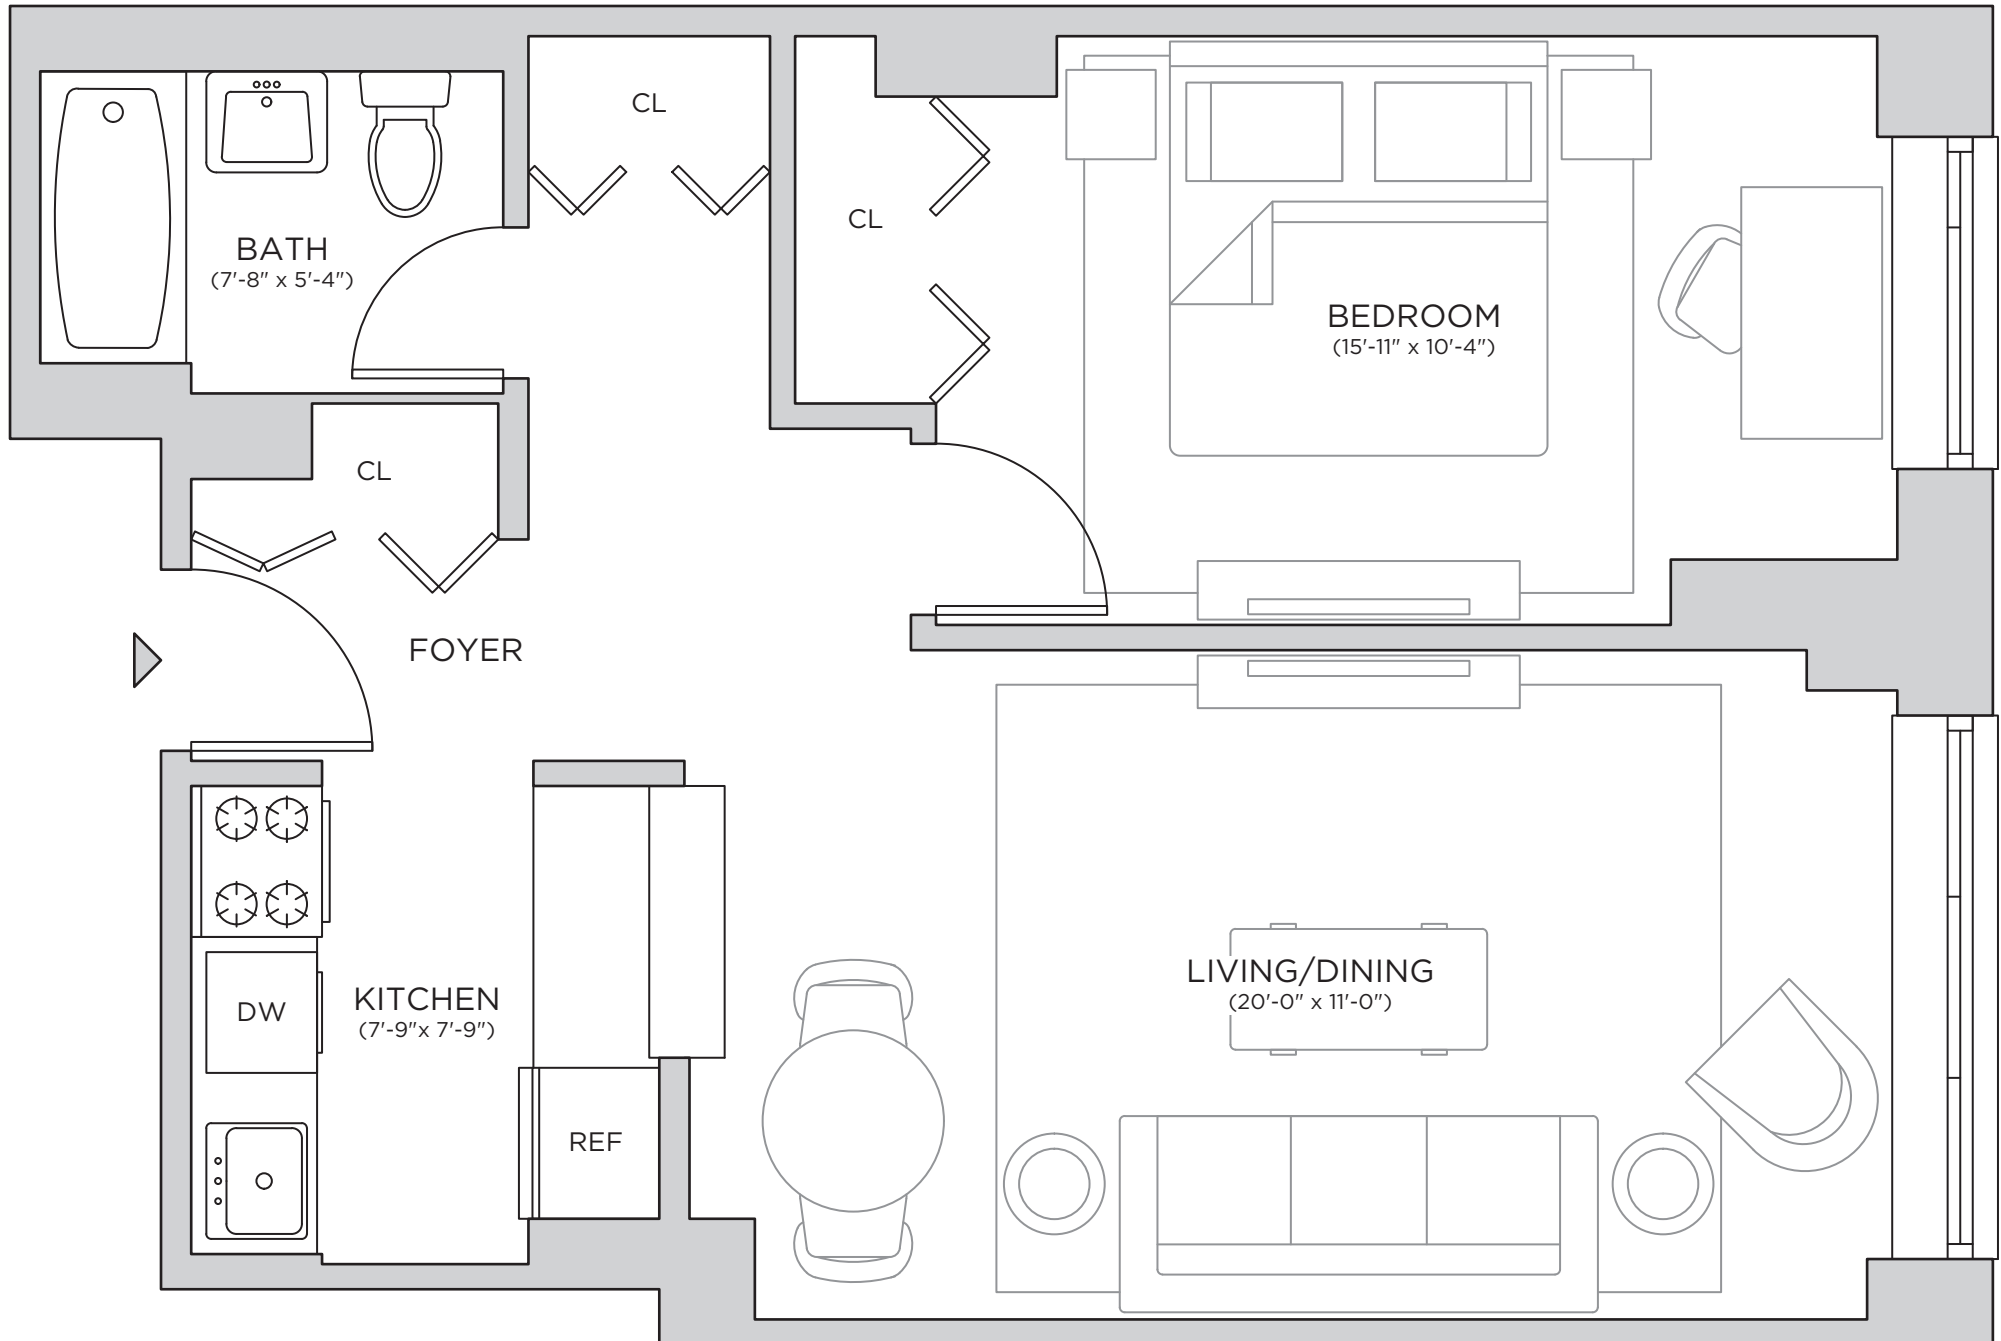 CL
CL
BATH
(7'-8" x 5'-4")
BEDROOM
(15'-11" x 10'-4")
CL
FOYER
LIVING/DINING
(20'-0" x 11'-0")
KITCHEN
(7'-9"x 7'-9")
DW
REF